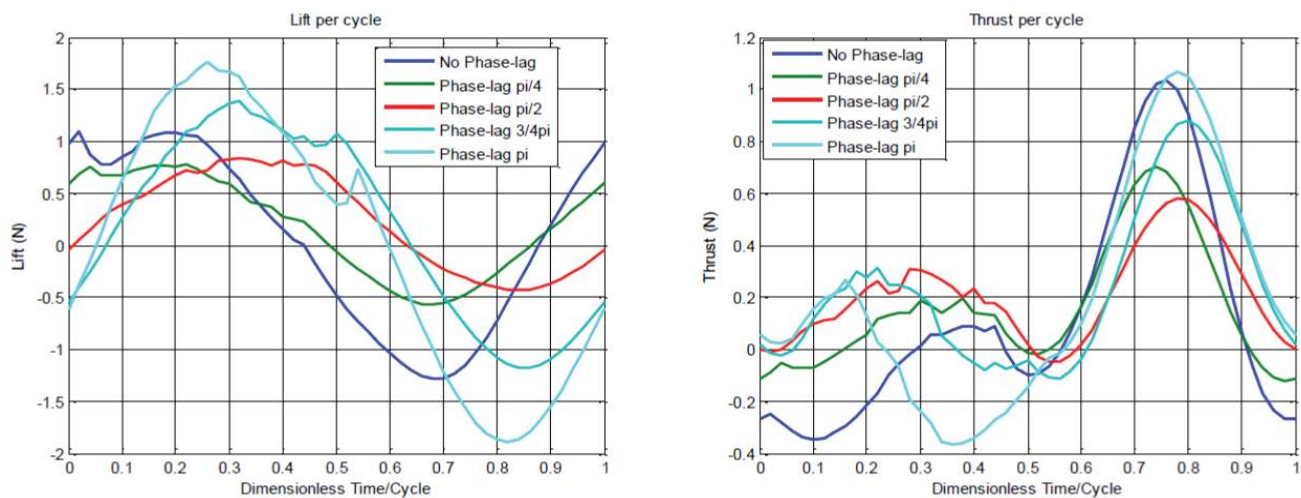 Lift per cycle
2
1.5
1
0.5
0
-0.5
-1
-1.5
-2
Lift (N)
0 0.1 0.2 0.3 0.4 0.5 0.6 0.7 0.8 0.9 1
Dimensionless Time/Cycle
No Phase-lag
Phase-lag pi/4
Phase-lag pi/2
Phase-lag 3/4pi
Phase-lag pi
Thrust per cycle
1.2
1
0.8
0.6
0.4
0.2
0
-0.2
-0.4
Thrust (N)
0 0.1 0.2 0.3 0.4 0.5 0.6 0.7 0.8 0.9 1
Dimensionless Time/Cycle
No Phase-lag
Phase-lag pi/4
Phase-lag pi/2
Phase-lag 3/4pi
Phase-lag pi